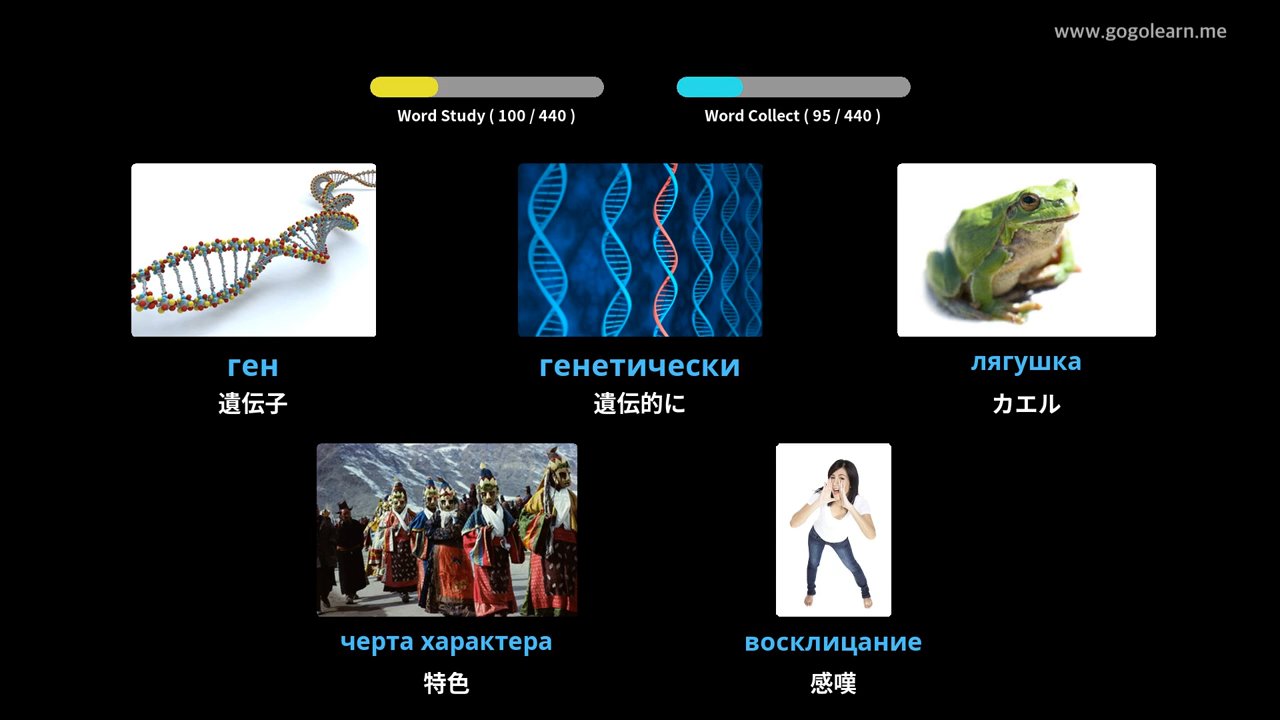 www.gogolearn.me
Word Study ( 100 / 440 )
Word Collect ( 95 / 440 )
ген
遺伝子
генетически
遺伝的に
лягушка
カエル
черта характера
特色
восклицание
感嘆